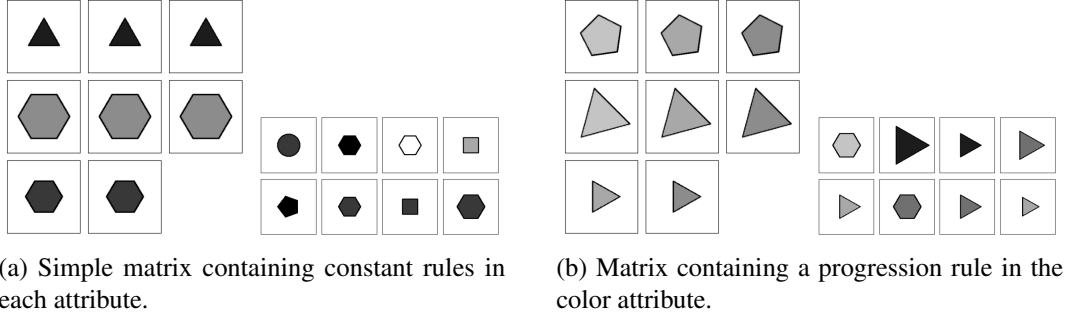 (a) Simple matrix containing constant rules in
each attribute.
(b) Matrix containing a progression rule in the
color attribute.